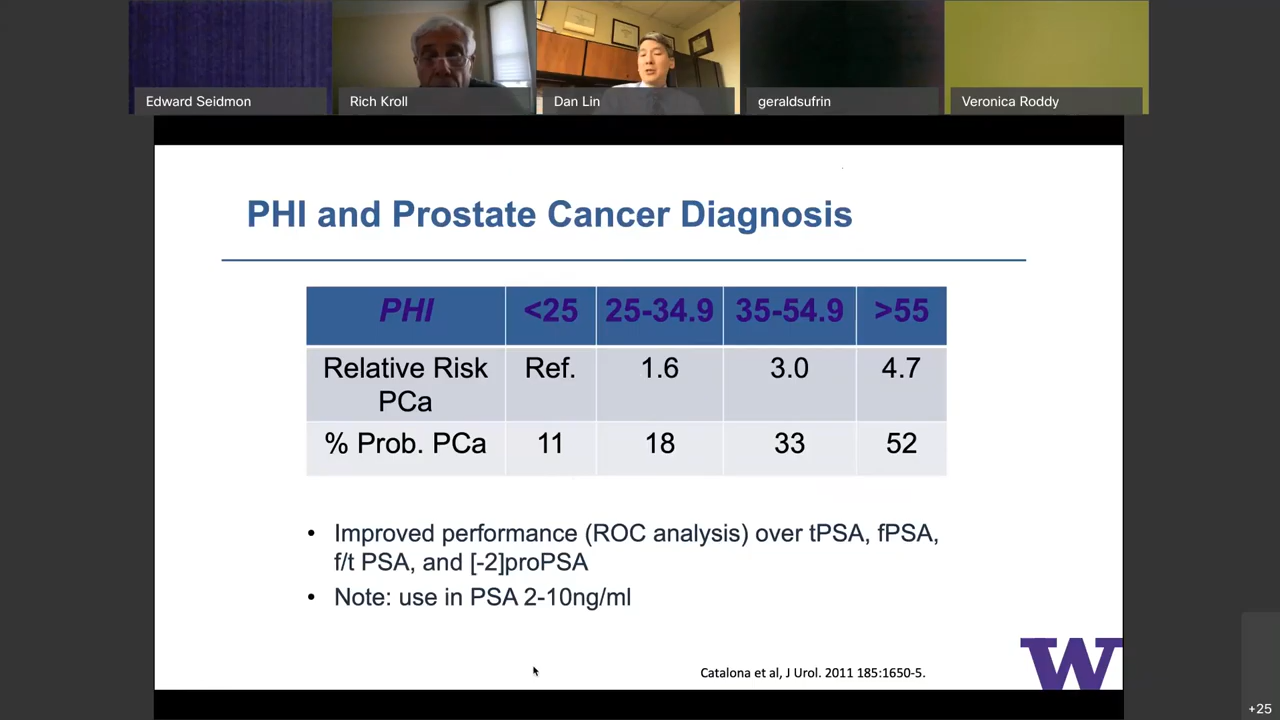 Edward Seidmon
Rich Kroll
Dan Lin
geraldsufrin
Veronica Roddy
PHI and Prostate Cancer Diagnosis
PHI <25 25-34.9 35-54.9 >55
Relative Risk Ref. 1.6 3.0 4.7
PCa
% Prob. PCa 11 18 33 52
• Improved performance (ROC analysis) over tPSA, fPSA,
f/t PSA, and [-2]proPSA
• Note: use in PSA 2-10ng/ml
W
Catalona et al, J Urol. 2011 185:1650-5.
+25